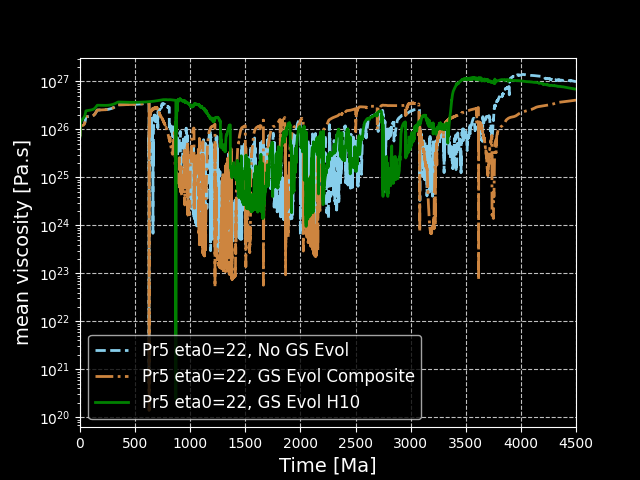 mean viscosity [Pa.s]
10^27
10^26
10^25
10^24
10^23
10^22
10^21
10^20
Pr5 eta0=22, No GS Evol
Pr5 eta0=22, GS Evol Composite
Pr5 eta0=22, GS Evol H10
0 500 1000 1500 2000 2500 3000 3500 4000 4500
Time [Ma]